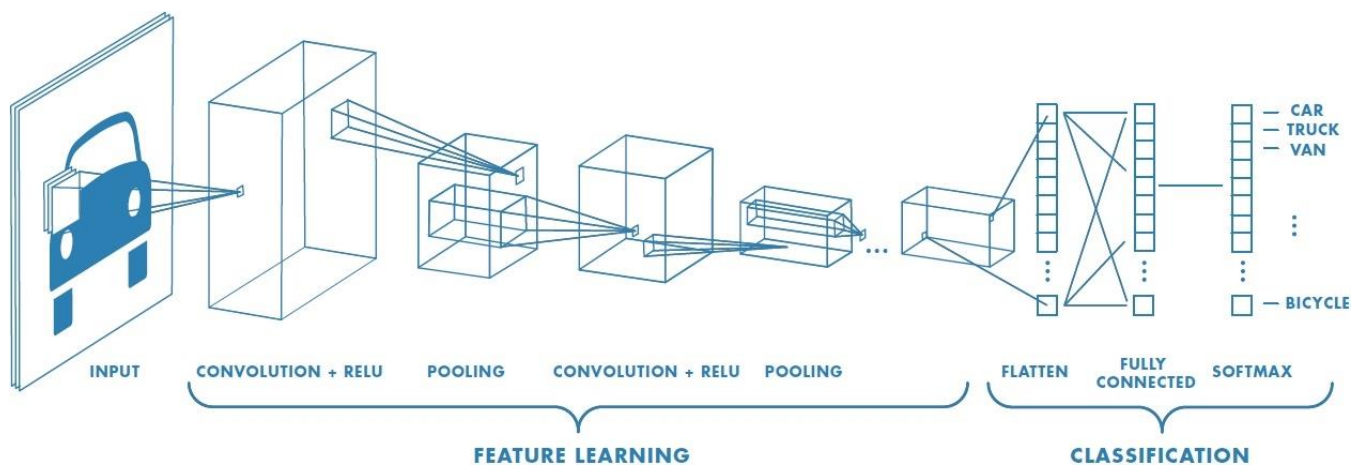 CAR
TRUCK
VAN
BICYCLE
INPUT
CONVOLUTION + RELU
POOLING
CONVOLUTION + RELU
POOLING
FLATTEN
FULLY
CONNECTED
SOFTMAX
FEATURE LEARNING
CLASSIFICATION